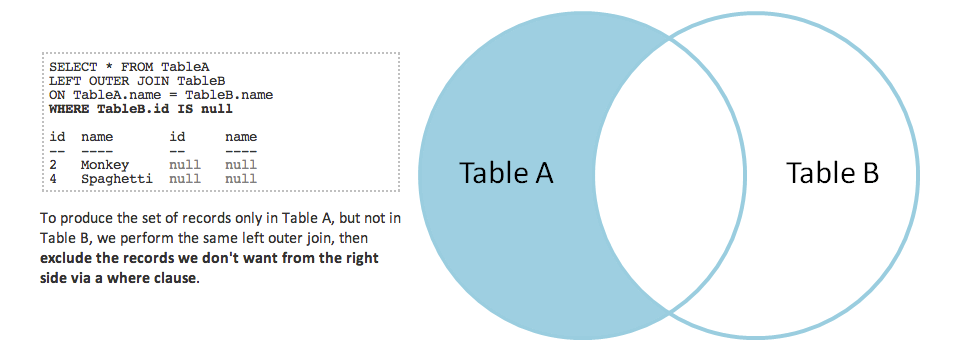 SELECT * FROM TableA
LEFT OUTER JOIN TableB
ON TableA.name = TableB.name
WHERE TableB.id IS null
id  name       id     name
--  ----       --     ----
2   Monkey     null   null
4   Spaghetti  null   null
To produce the set of records only in Table A, but not in
Table B, we perform the same left outer join, then
exclude the records we don't want from the right
side via a where clause.
Table A
Table B